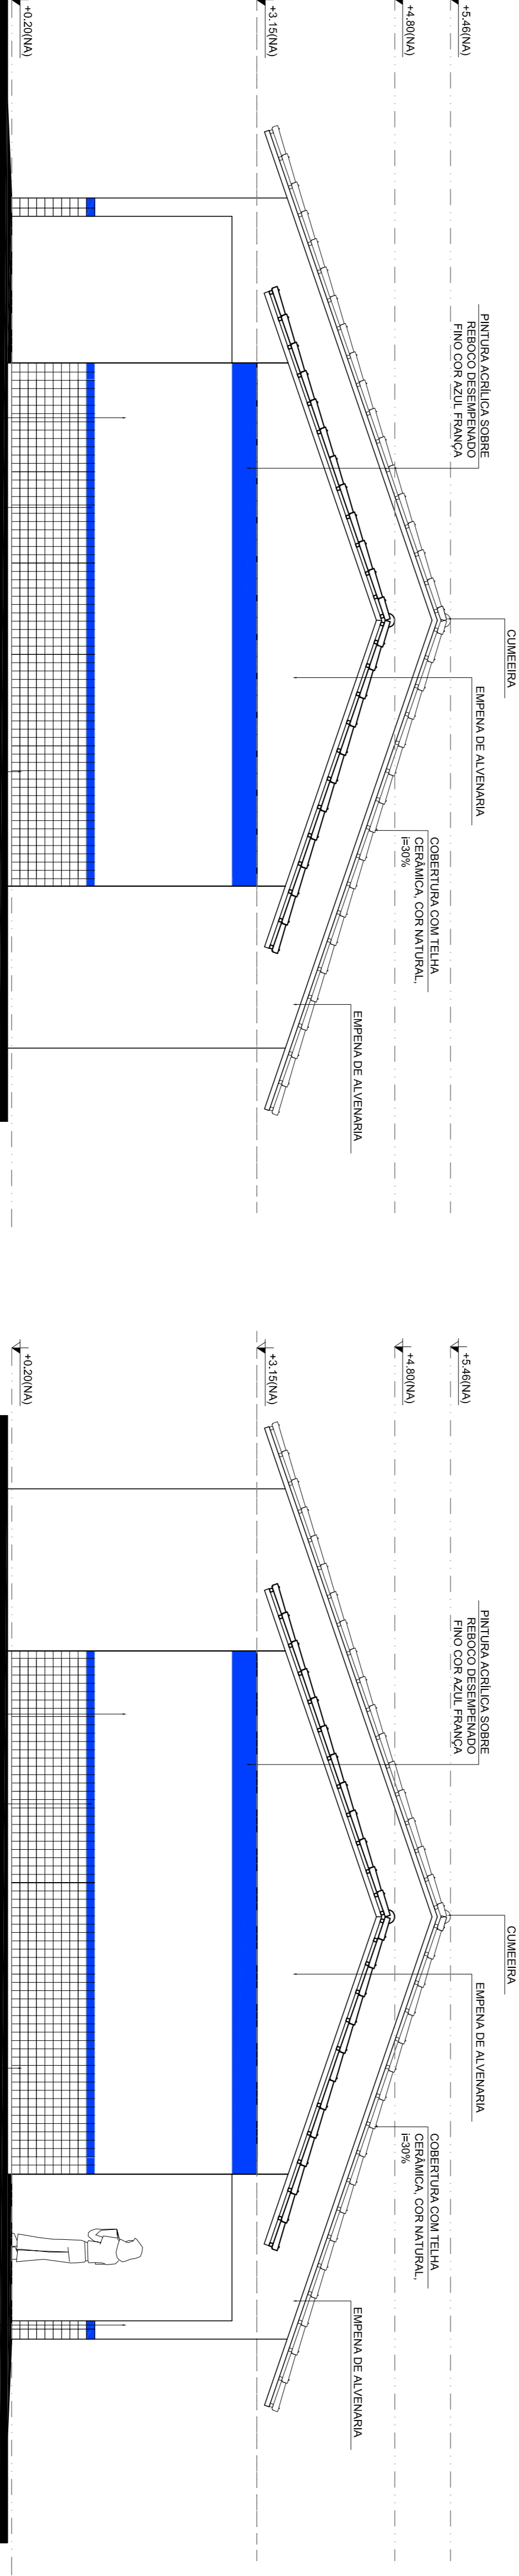 +5.46(NA)
+4.80(NA)
+3.15(NA)
+0.20(NA)
PINTURA ACRÍLICA SOBRE
REBOCO DESEMPENADO
FINO COR AZUL FRANÇA
CUMEEIRA
EMPENA DE ALVENARIA
COBERTURA COM TELHA
CERÂMICA, COR NATURAL,
i=30%
EMPENA DE ALVENARIA
+5.46(NA)
+4.80(NA)
+3.15(NA)
+0.20(NA)
PINTURA ACRÍLICA SOBRE
REBOCO DESEMPENADO
FINO COR AZUL FRANÇA
CUMEEIRA
EMPENA DE ALVENARIA
COBERTURA COM TELHA
CERÂMICA, COR NATURAL,
i=30%
EMPENA DE ALVENARIA